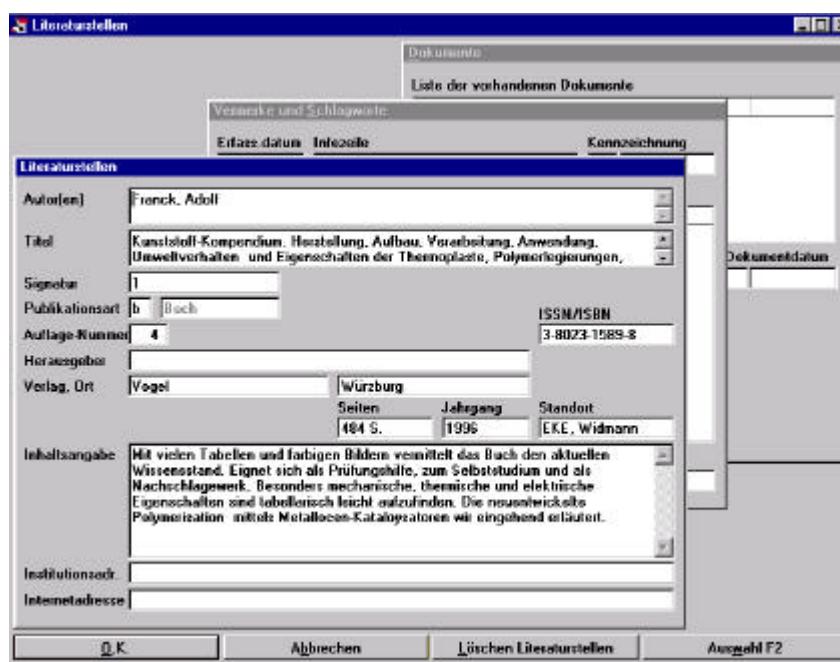 Literaturstellen
Dokumente
Liste der vorhandenen Dokumente
Vermerke und Schlagworte
Erfass.datum Infozeile Kennzeichnung
Literaturstellen
Autor[en] Franck, Adolf
Titel Kunststoff-Kompendium. Herstellung, Aufbau, Verarbeitung, Anwendung,
Umweltverhalten und Eigenschaften der Thermoplaste, Polymerlegierungen,
Dokumentdatum
Signatur 1
Publikationsart b Buch
ISSN/ISBN
Auflage-Nummer 4 3-8023-1589-8
Herausgeber
Verlag, Ort Vogel Würzburg
Seiten Jahrgang Standort
484 S. 1996 EKE, Widmann
Inhaltsangabe Mit vielen Tabellen und farbigen Bildern vermittelt das Buch den aktuellen
Wissensstand. Eignet sich als Prüfungshilfe, zum Selbststudium und als
Nachschlagewerk. Besonders mechanische, thermische und elektrische
Eigenschaften sind tabellarisch leicht aufzufinden. Die neuentwickelte
Polymerization mittels Metallocen-Katalysatoren wir eingehend erläutert.
Institutionsadr.
Internetadresse
O.K. Abbrechen Löschen Literaturstellen Auswahl F2